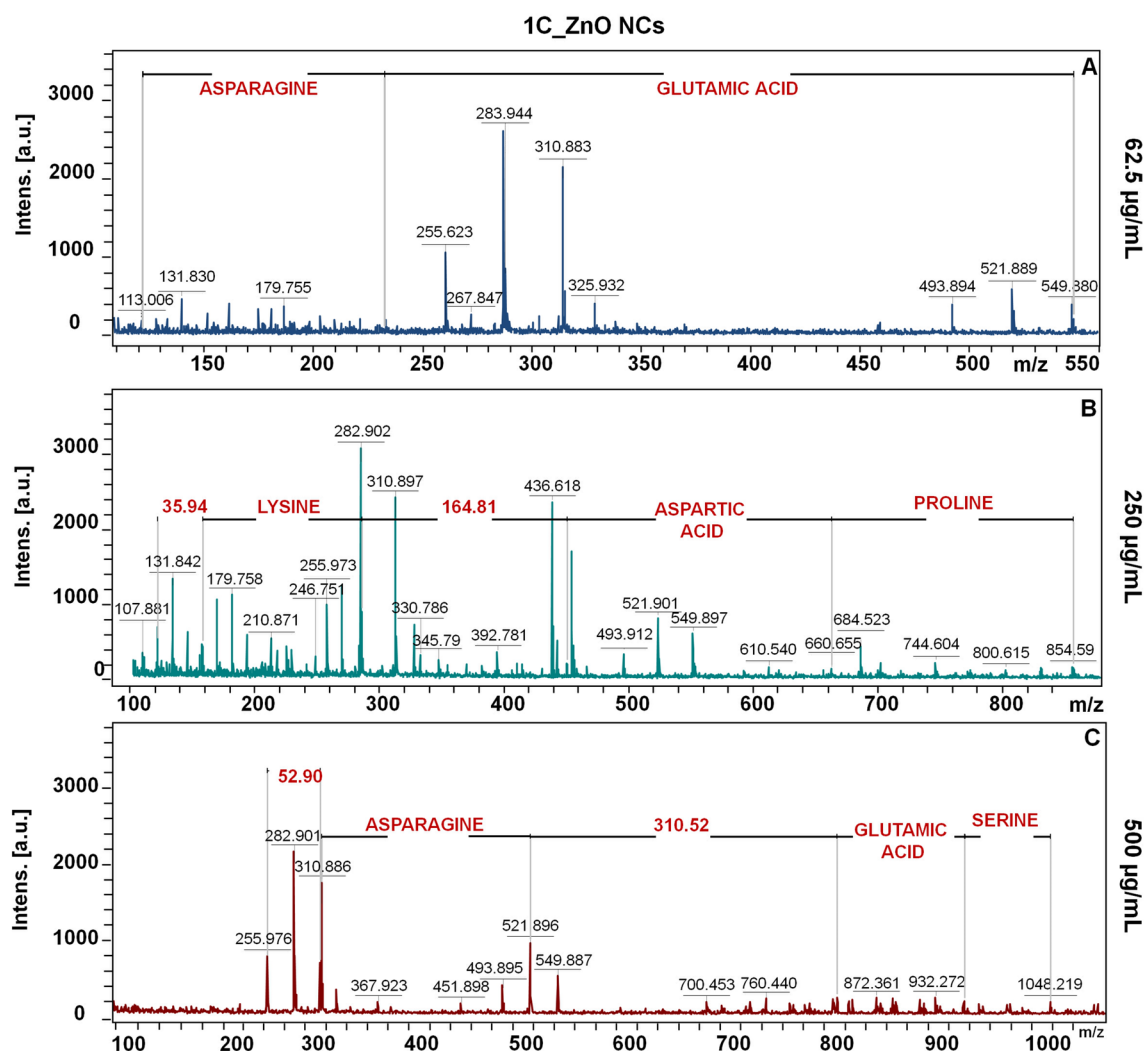 1C_ZnO NCs
A
ASPARAGINE
GLUTAMIC ACID
3000
2000
1000
0
Intens. [a.u.]
62.5 µg/mL
283.944
310.883
255.623
267.847
325.932
131.830
113.006
179.755
493.894
521.889
549.880
150 200 250 300 350 400 450 500 m/z 550
B
3000
2000
1000
0
Intens. [a.u.]
250 µg/mL
282.902
310.897
436.618
35.94
LYSINE
164.81
ASPARTIC
ACID
PROLINE
131.842
107.881
179.758
255.973
246.751
210.871
330.786
345.79
392.781
521.901
493.912
549.897
610.540
660.655
684.523
744.604
800.615
854.59
100 200 300 400 500 600 700 800 m/z
C
3000
2000
1000
0
Intens. [a.u.]
500 µg/mL
52.90
282.901
310.886
ASPARAGINE
310.52
GLUTAMIC
ACID
SERINE
255.976
367.923
451.898
493.895
521.896
549.887
700.453
760.440
872.361
932.272
1048.219
100 200 300 400 500 600 700 800 900 1000 m/z